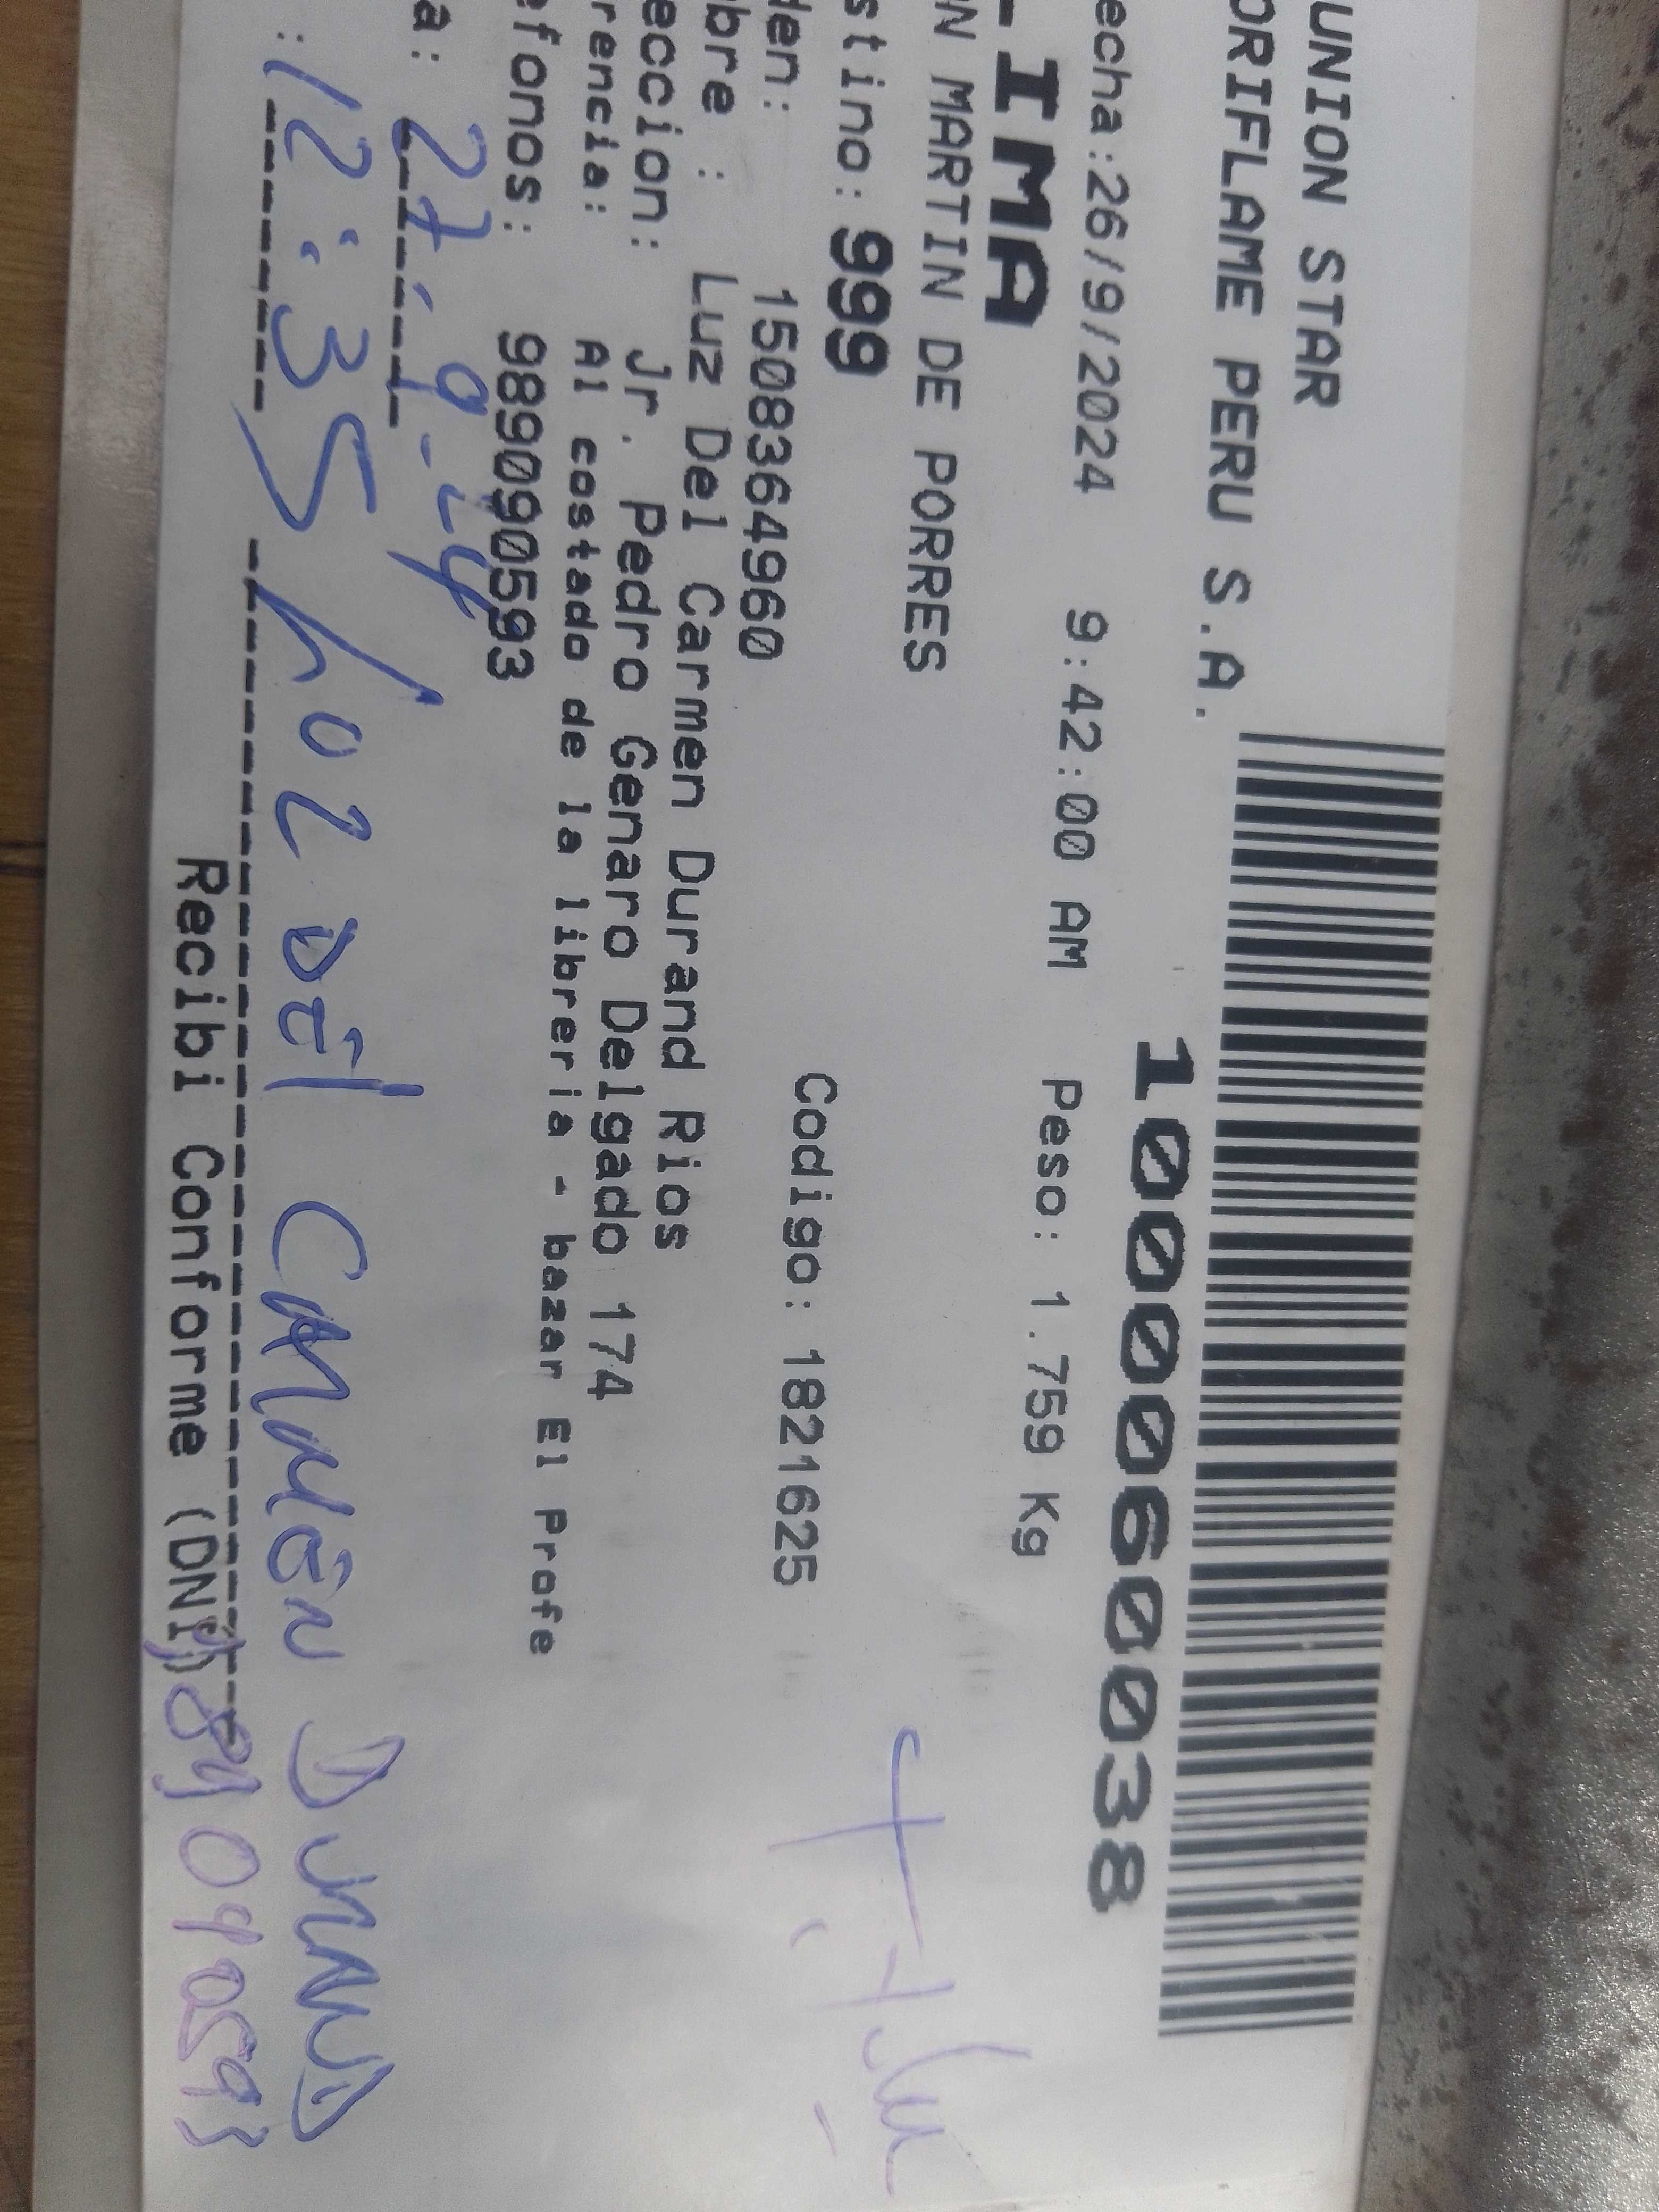 UNION STAR
ORIFLAME PERU S.A.
1000060038
echa:26/9/2024 9:42:00 AM Peso: 1.759 Kg
IMA
N MARTIN DE PORRES
stino: 999
den: 1508364960 Codigo: 1821625
bre : Luz Del Carmen Durand Rios
eccion: Jr. Pedro Genaro Delgado 174
rencia: Al costado de la libreria - bazar El Profe
efonos: 989090593
a: 27-9-24
: 12:35 Luz Del Carmen Durand
Recibi Conforme (DNI) 989090593